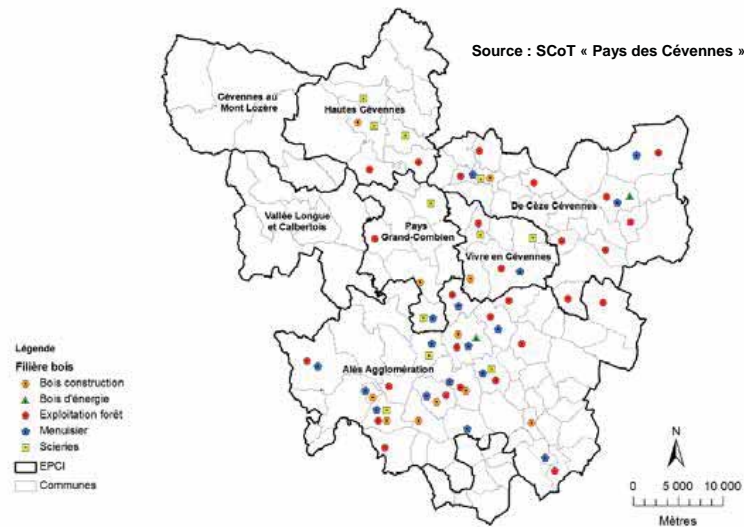 Source : SCoT « Pays des Cévennes »
Cévennes au
Mont Lozère
Hautes Cévennes
De Cèze Cévennes
Vallée Longue
et Calbertois
Pays
Grand-Combien
Vivre en Cévennes
Alès Agglomération
Légende
Filière bois
Bois construction
Bois d'énergie
Exploitation forêt
Menuisier
Scieries
EPCI
Communes
N
0 5 000 10 000
Mètres